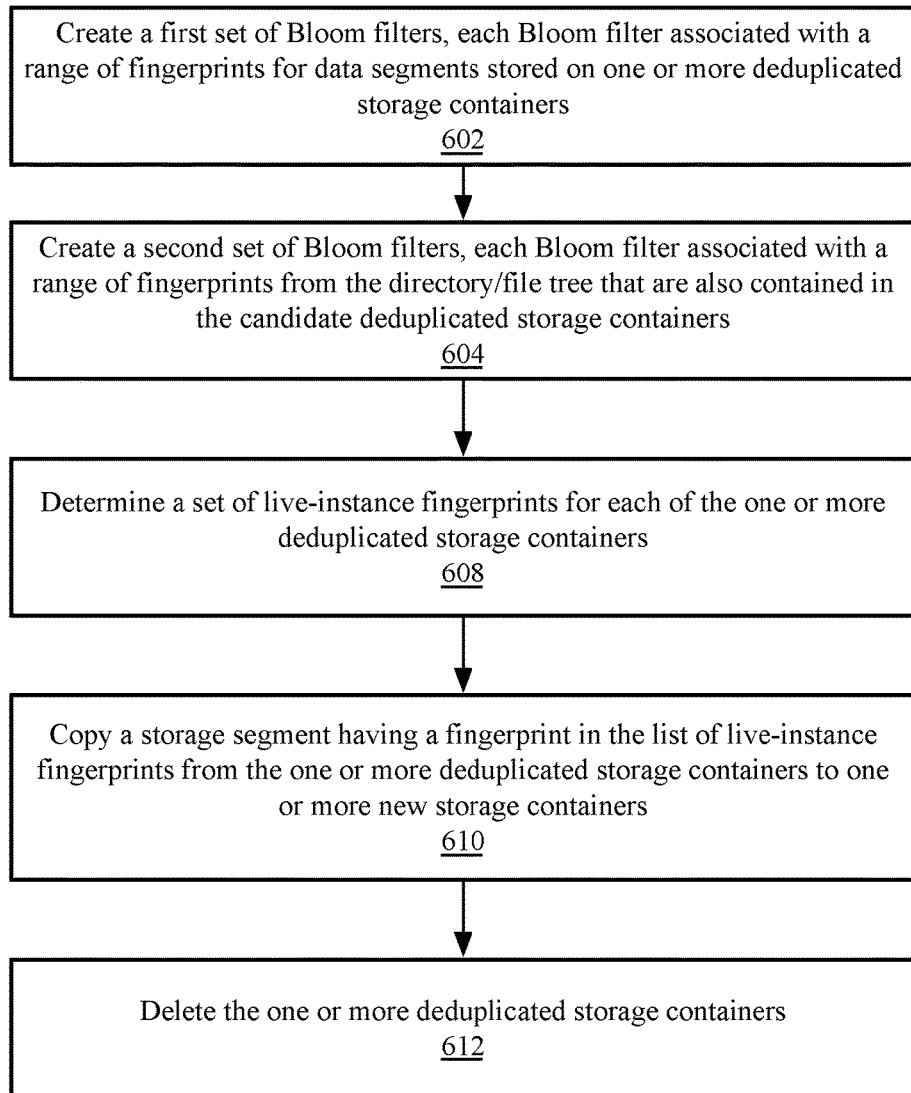 Create a first set of Bloom filters, each Bloom filter associated with a
range of fingerprints for data segments stored on one or more deduplicated
storage containers
602
Create a second set of Bloom filters, each Bloom filter associated with a
range of fingerprints from the directory/file tree that are also contained in
the candidate deduplicated storage containers
604
Determine a set of live-instance fingerprints for each of the one or more
deduplicated storage containers
608
Copy a storage segment having a fingerprint in the list of live-instance
fingerprints from the one or more deduplicated storage containers to one
or more new storage containers
610
Delete the one or more deduplicated storage containers
612